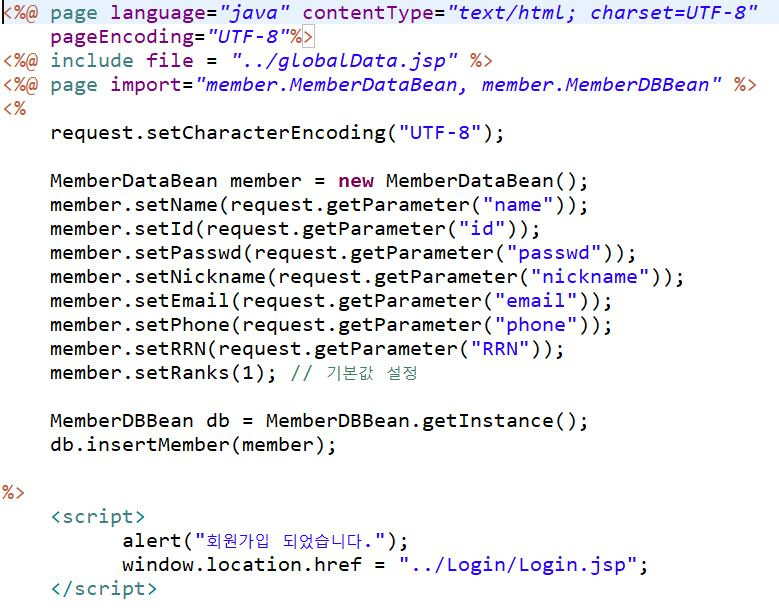 <%@ page language="java" contentType="text/html; charset=UTF-8"
    pageEncoding="UTF-8"%>
<%@ include file = "../globalData.jsp" %>
<%@ page import="member.MemberDataBean, member.MemberDBBean" %>
<%
    request.setCharacterEncoding("UTF-8");
    MemberDataBean member = new MemberDataBean();
    member.setName(request.getParameter("name"));
    member.setId(request.getParameter("id"));
    member.setPasswd(request.getParameter("passwd"));
    member.setNickname(request.getParameter("nickname"));
    member.setEmail(request.getParameter("email"));
    member.setPhone(request.getParameter("phone"));
    member.setRRN(request.getParameter("RRN"));
    member.setRanks(1); // 기본값 설정
    MemberDBBean db = MemberDBBean.getInstance();
    db.insertMember(member);
%>
    <script>
          alert("회원가입 되었습니다.");
          window.location.href = "../Login/Login.jsp";
    </script>